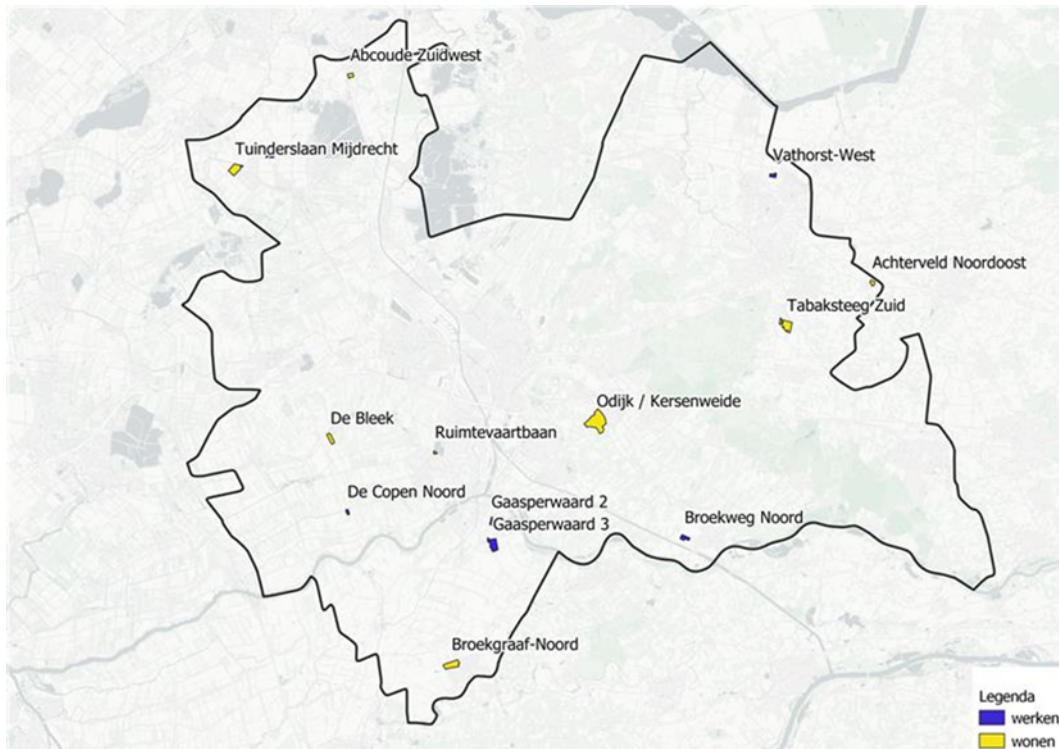 Abcoude Zuidwest
Tuinderslaan Mijdrecht
Vathorst-West
Achterveld Noordoost
Tabaksteeg Zuid
Odijk / Kersenweide
De Bleek
Ruimtevaartbaan
De Copen Noord
Gaasperwaard 2
Gaasperwaard 3
Broekweg Noord
Broekgraaf-Noord
Legenda
werken
wonen